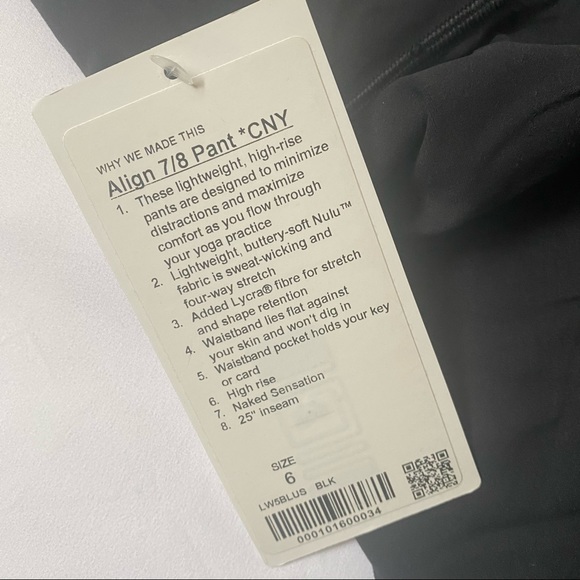 WHY WE MADE THIS
Align 7/8 Pant *CNY
1. These lightweight, high-rise
pants are designed to minimize
distractions and maximize
comfort as you flow through
your yoga practice
2. Lightweight, buttery-soft Nulu™
fabric is sweat-wicking and
four-way stretch
3. Added Lycra® fibre for stretch
and shape retention
4. Waistband lies flat against
your skin and won't dig in
5. Waistband pocket holds your key
or card
6. High rise
7. Naked Sensation
8. 25" inseam
SIZE
6
LW5BLUS BLK
000101600034